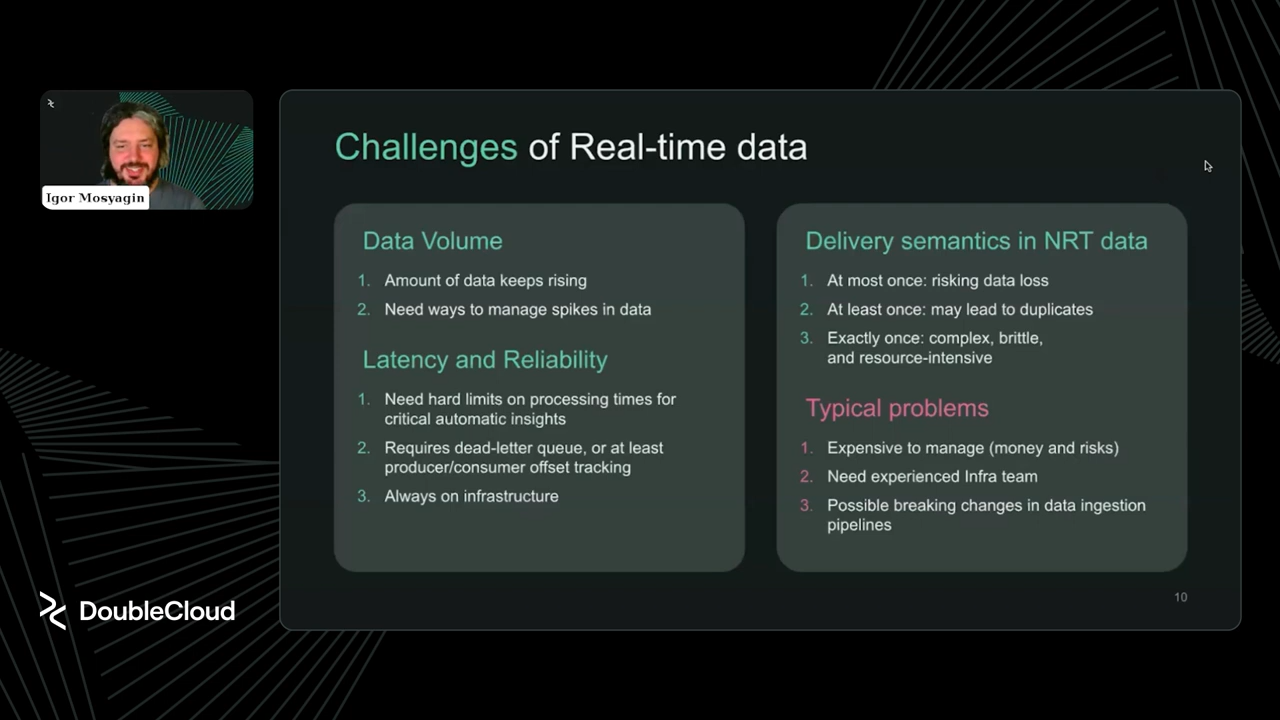 Igor Mosyagin
DoubleCloud
Challenges of Real-time data
Data Volume
1. Amount of data keeps rising
2. Need ways to manage spikes in data
Latency and Reliability
1. Need hard limits on processing times for
critical automatic insights
2. Requires dead-letter queue, or at least
producer/consumer offset tracking
3. Always on infrastructure
Delivery semantics in NRT data
1. At most once: risking data loss
2. At least once: may lead to duplicates
3. Exactly once: complex, brittle,
and resource-intensive
Typical problems
1. Expensive to manage (money and risks)
2. Need experienced Infra team
3. Possible breaking changes in data ingestion
pipelines
10